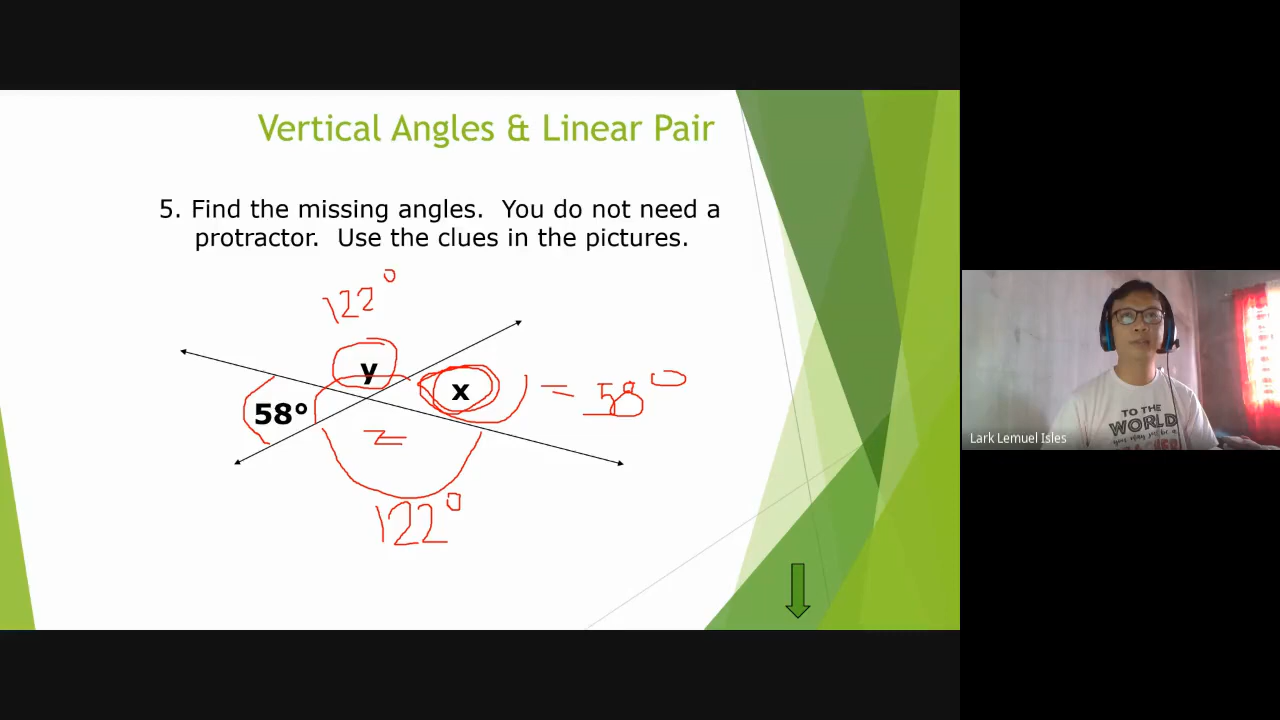 Vertical Angles & Linear Pair
5. Find the missing angles. You do not need a
protractor. Use the clues in the pictures.
122°
y
58°
x
= 58°
=
122°
TO THE
WORLD
Lark Lemuel Isles